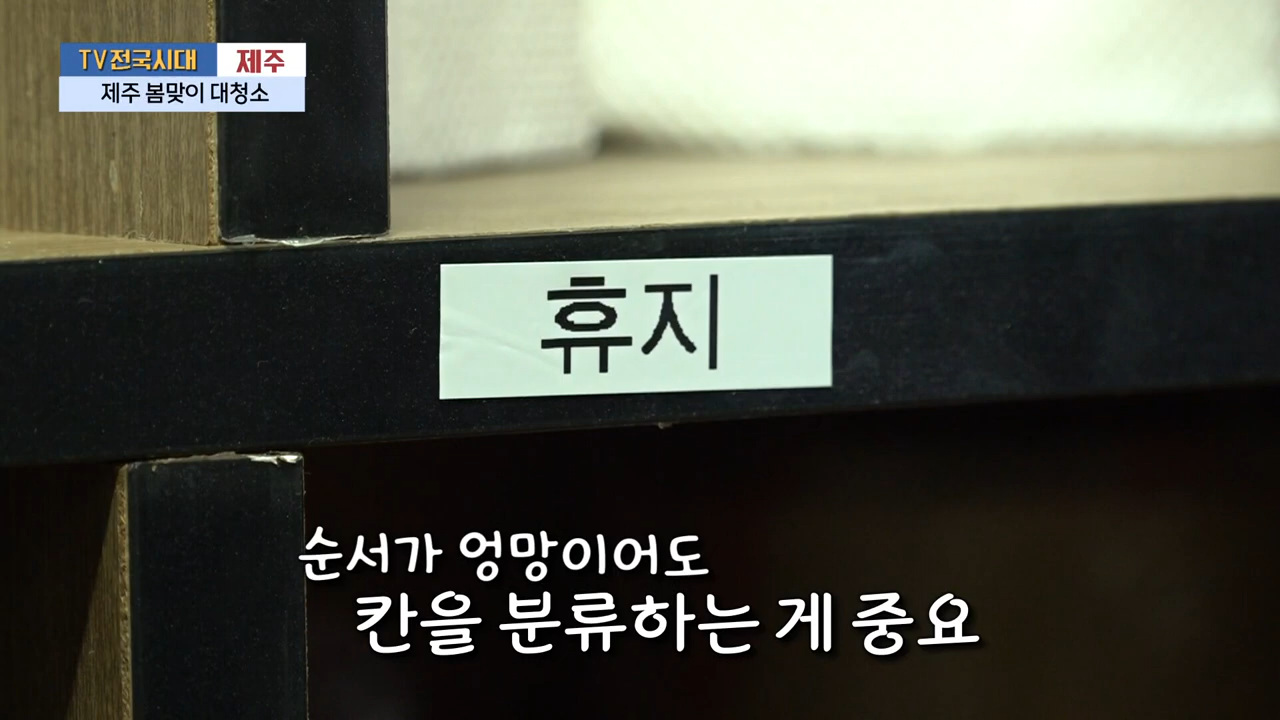 TV전국시대 제주
제주 봄맞이 대청소
휴지
순서가 엉망이어도
칸을 분류하는 게 중요